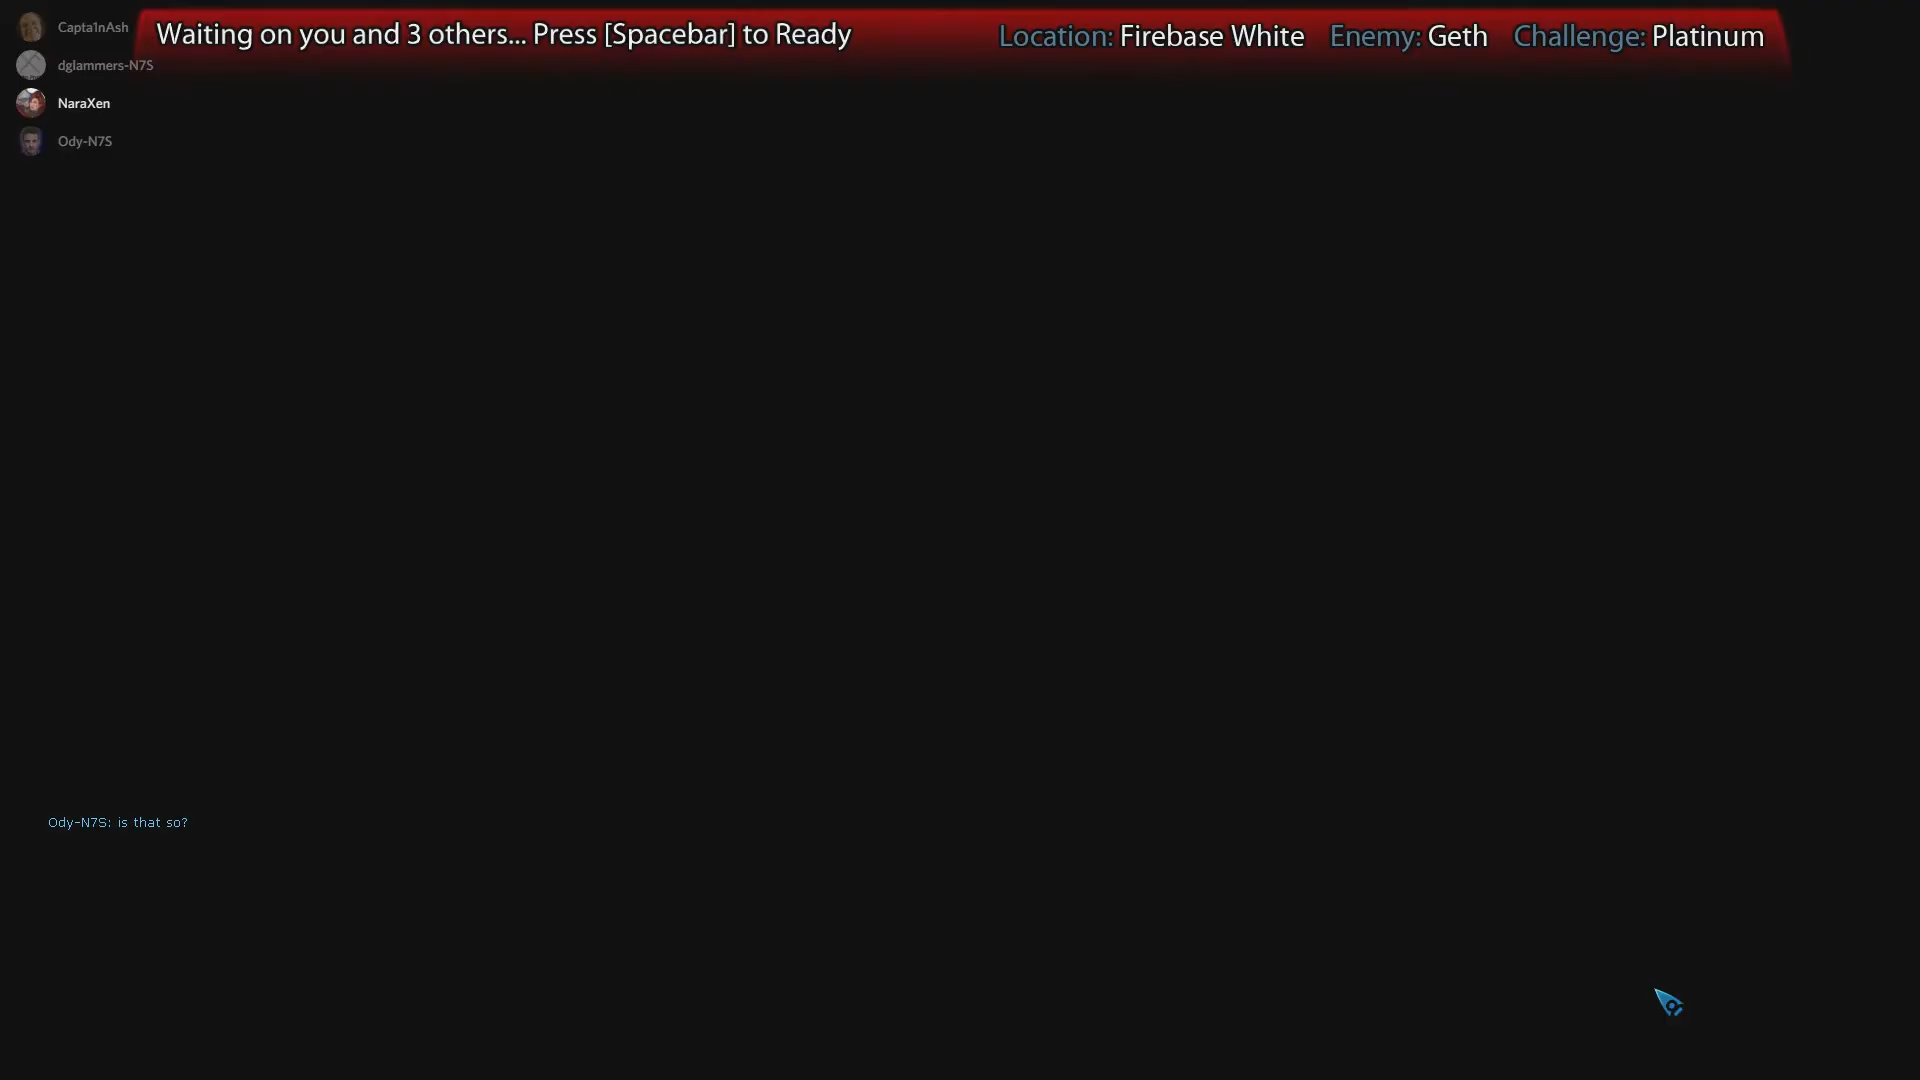 Capta1nAsh
Waiting on you and 3 others... Press [Spacebar] to Ready
Location: Firebase White Enemy: Geth Challenge: Platinum
dglammers-N7S
NaraXen
Ody-N7S
Ody-N7S: is that so?